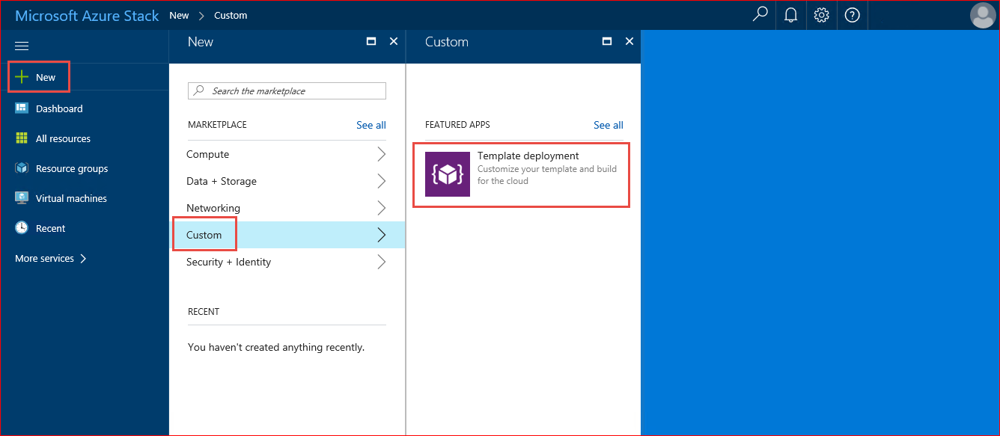 Microsoft Azure Stack New > Custom
New
Dashboard
All resources
Resource groups
Virtual machines
Recent
More services >
New
Search the marketplace
MARKETPLACE See all
Compute
Data + Storage
Networking
Custom
Security + Identity
RECENT
You haven't created anything recently.
Custom
FEATURED APPS See all
Template deployment
Customize your template and build
for the cloud